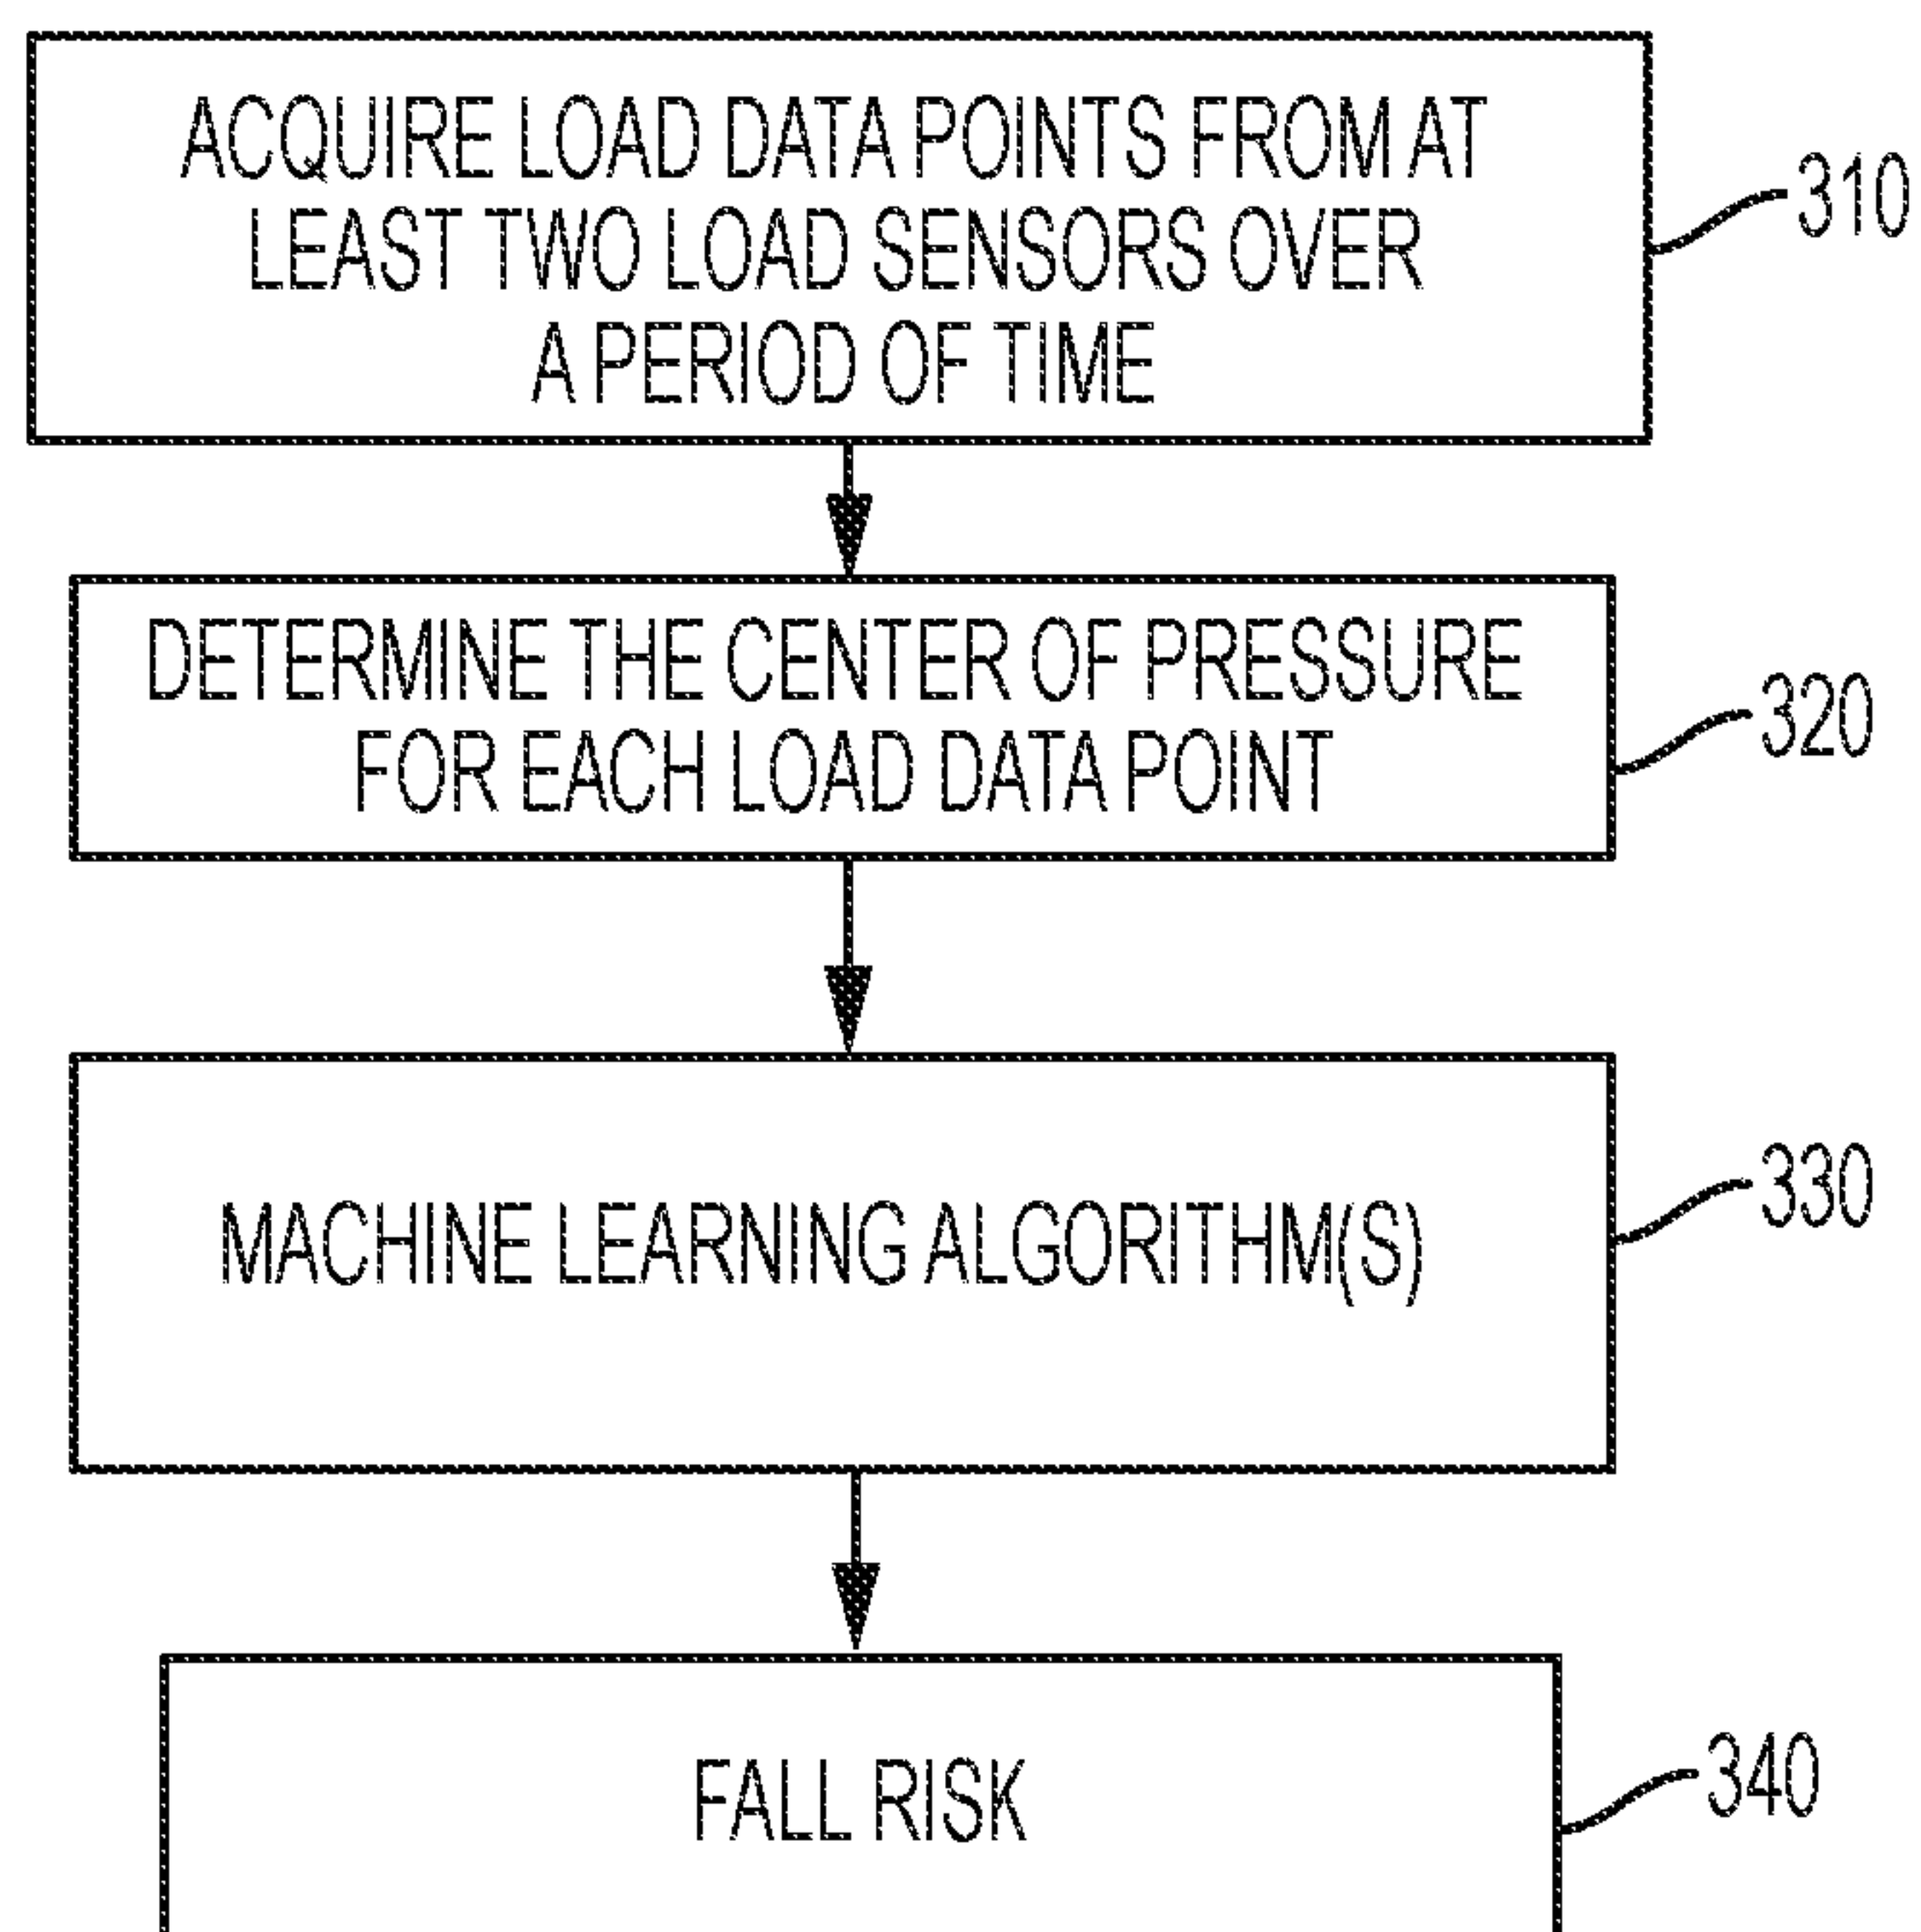 ACQUIRE LOAD DATA POINTS FROM AT
LEAST TWO LOAD SENSORS OVER
A PERIOD OF TIME
310
DETERMINE THE CENTER OF PRESSURE
FOR EACH LOAD DATA POINT
320
MACHINE LEARNING ALGORITHM(S)
330
FALL RISK
340